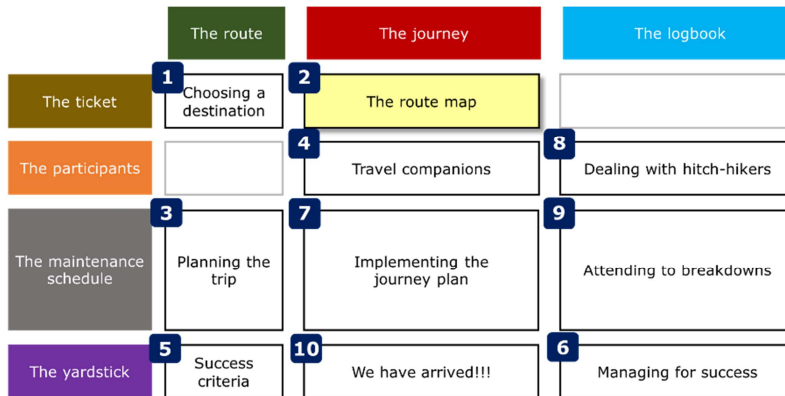 The route
The journey
The logbook
The ticket
1
Choosing a
destination
2
The route map
The participants
4
Travel companions
8
Dealing with hitch-hikers
The maintenance
schedule
3
Planning the
trip
7
Implementing the
journey plan
9
Attending to breakdowns
The yardstick
5
Success
criteria
10
We have arrived!!!
6
Managing for success